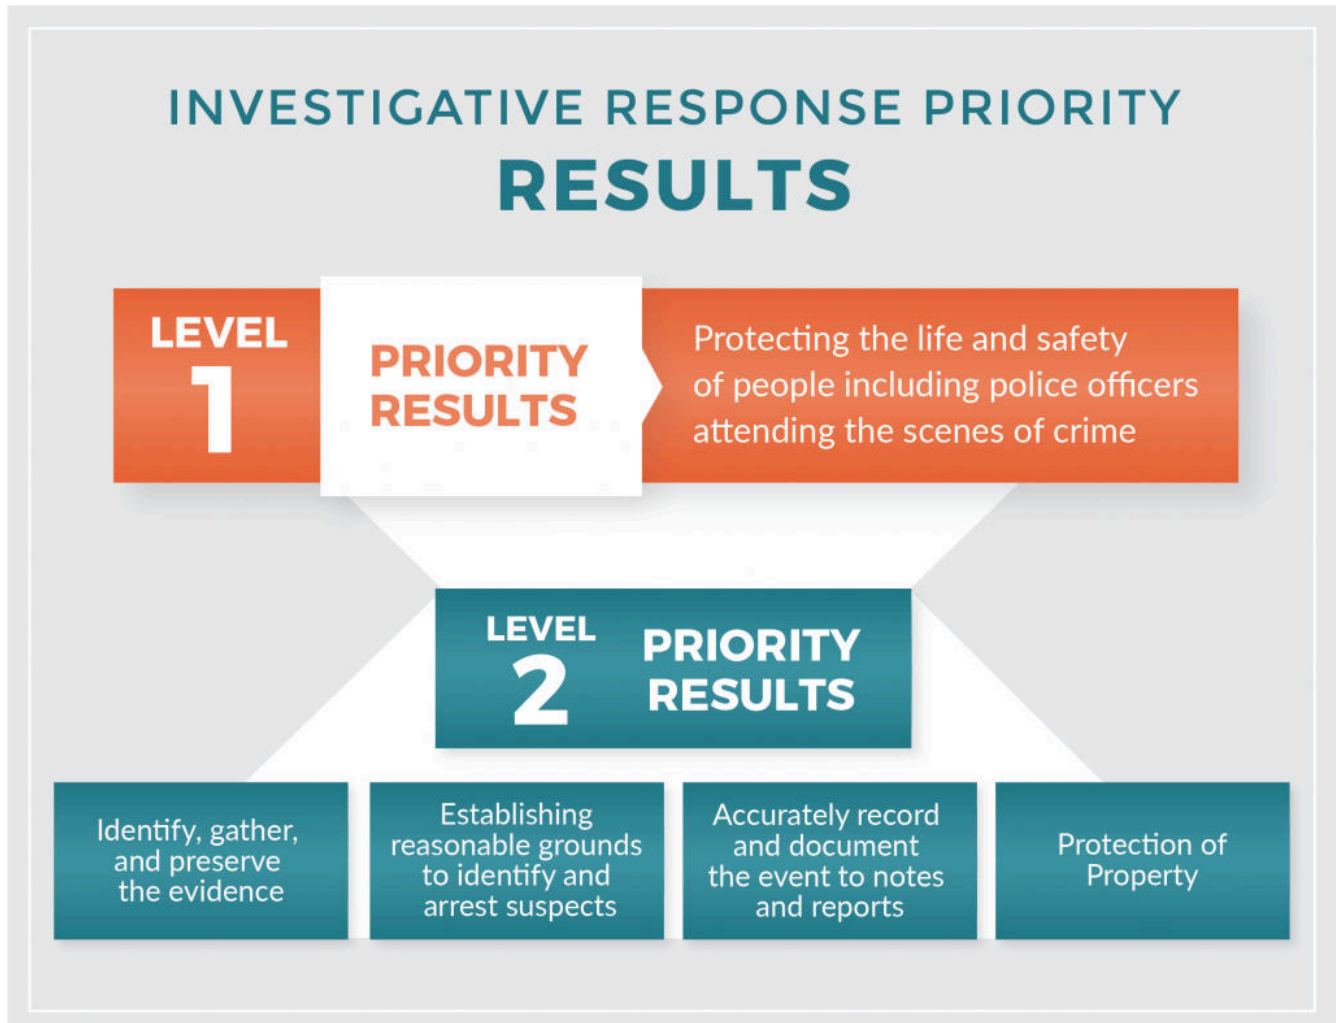 INVESTIGATIVE RESPONSE PRIORITY
RESULTS
LEVEL
1
PRIORITY
RESULTS
Protecting the life and safety
of people including police officers
attending the scenes of crime
LEVEL
2
PRIORITY
RESULTS
Identify, gather,
and preserve
the evidence
Establishing
reasonable grounds
to identify and
arrest suspects
Accurately record
and document
the event to notes
and reports
Protection of
Property